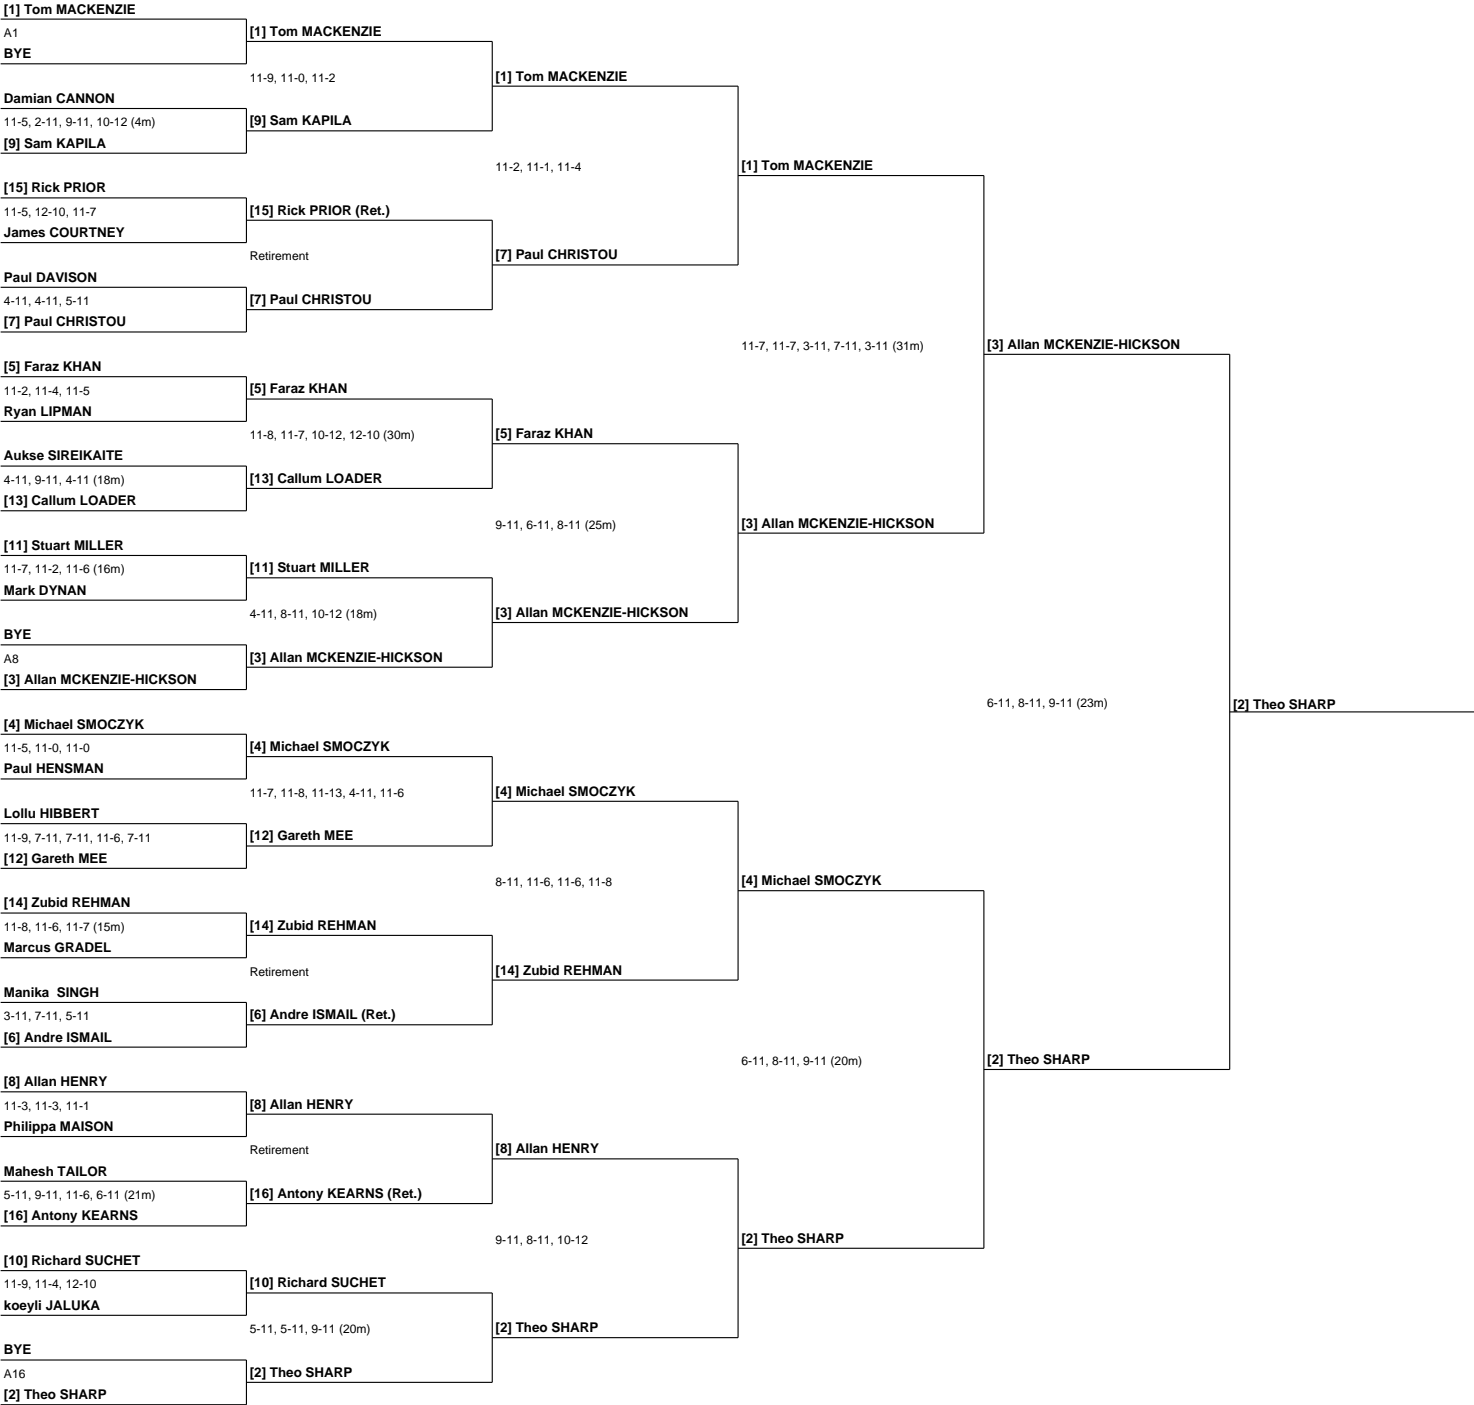 [1] Tom MACKENZIE
A1
BYE
[1] Tom MACKENZIE
11-9, 11-0, 11-2
Damian CANNON
11-5, 2-11, 9-11, 10-12 (4m)
[9] Sam KAPILA
[9] Sam KAPILA
[1] Tom MACKENZIE
11-2, 11-1, 11-4
[15] Rick PRIOR
11-5, 12-10, 11-7
James COURTNEY
[15] Rick PRIOR (Ret.)
Retirement
Paul DAVISON
4-11, 4-11, 5-11
[7] Paul CHRISTOU
[7] Paul CHRISTOU
[7] Paul CHRISTOU
[1] Tom MACKENZIE
11-7, 11-7, 3-11, 7-11, 3-11 (31m)
[5] Faraz KHAN
11-2, 11-4, 11-5
Ryan LIPMAN
[5] Faraz KHAN
11-8, 11-7, 10-12, 12-10 (30m)
Aukse SIREIKAITE
4-11, 9-11, 4-11 (18m)
[13] Callum LOADER
[13] Callum LOADER
[5] Faraz KHAN
9-11, 6-11, 8-11 (25m)
[11] Stuart MILLER
11-7, 11-2, 11-6 (16m)
Mark DYNAN
[11] Stuart MILLER
4-11, 8-11, 10-12 (18m)
BYE
A8
[3] Allan MCKENZIE-HICKSON
[3] Allan MCKENZIE-HICKSON
[3] Allan MCKENZIE-HICKSON
[3] Allan MCKENZIE-HICKSON
[3] Allan MCKENZIE-HICKSON
6-11, 8-11, 9-11 (23m)
[2] Theo SHARP
[4] Michael SMOCZYK
11-5, 11-0, 11-0
Paul HENSMAN
[4] Michael SMOCZYK
11-7, 11-8, 11-13, 4-11, 11-6
Lollu HIBBERT
11-9, 7-11, 7-11, 11-6, 7-11
[12] Gareth MEE
[12] Gareth MEE
[4] Michael SMOCZYK
8-11, 11-6, 11-6, 11-8
[14] Zubid REHMAN
11-8, 11-6, 11-7 (15m)
Marcus GRADEL
[14] Zubid REHMAN
Retirement
Manika  SINGH
3-11, 7-11, 5-11
[6] Andre ISMAIL
[6] Andre ISMAIL (Ret.)
[14] Zubid REHMAN
[4] Michael SMOCZYK
6-11, 8-11, 9-11 (20m)
[8] Allan HENRY
11-3, 11-3, 11-1
Philippa MAISON
[8] Allan HENRY
Retirement
Mahesh TAILOR
5-11, 9-11, 11-6, 6-11 (21m)
[16] Antony KEARNS
[16] Antony KEARNS (Ret.)
[8] Allan HENRY
9-11, 8-11, 10-12
[10] Richard SUCHET
11-9, 11-4, 12-10
koeyli JALUKA
[10] Richard SUCHET
5-11, 5-11, 9-11 (20m)
BYE
A16
[2] Theo SHARP
[2] Theo SHARP
[2] Theo SHARP
[2] Theo SHARP
[2] Theo SHARP